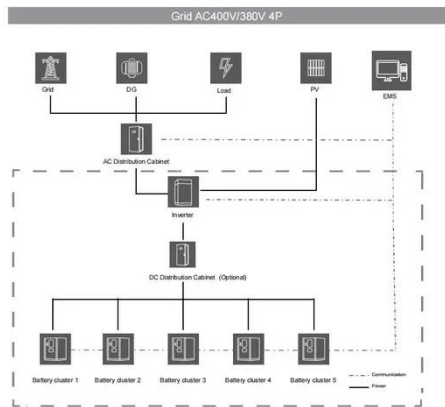 Grid AC400V/380V 4P
Grid
DG
Load
PV
EMS
AC Distribution Cabinet
Inverter
DC Distribution Cabinet (Optional)
Battery cluster 1
Battery cluster 2
Battery cluster 3
Battery cluster 4
Battery cluster 5
Communtation
Power